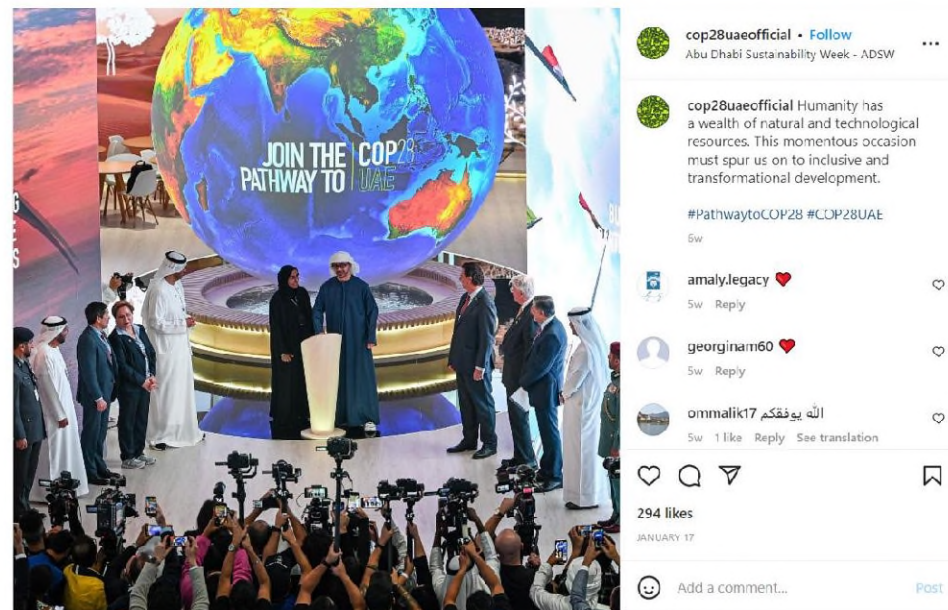 JOIN THE
PATHWAY TO
COP28
UAE
cop28uaeofficial • Follow
Abu Dhabi Sustainability Week - ADSW
cop28uaeofficial Humanity has
a wealth of natural and technological
resources. This momentous occasion
must spur us on to inclusive and
transformational development.
#PathwaytoCOP28 #COP28UAE
6w
amaly.legacy
5w Reply
georginam60
5w Reply
ommalik17 الله يوفقكم
5w 1 like Reply See translation
294 likes
JANUARY 17
Add a comment...
Post